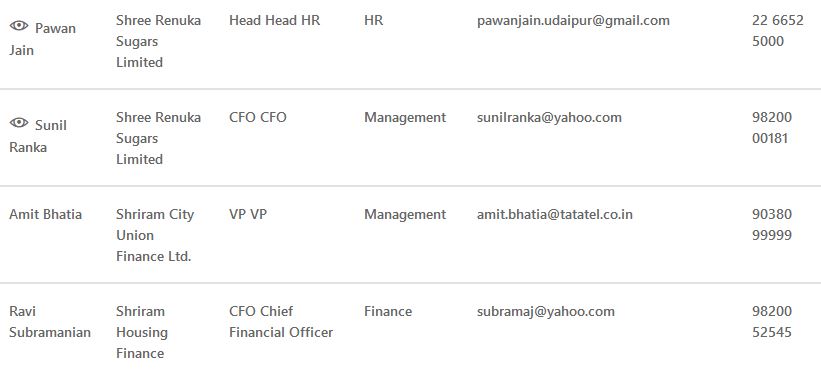 Pawan Jain Shree Renuka Sugars Limited Head Head HR HR pawanjain.udaipur@gmail.com 22 6652 5000
Sunil Ranka Shree Renuka Sugars Limited CFO CFO Management sunilranka@yahoo.com 98200 00181
Amit Bhatia Shriram City Union Finance Ltd. VP VP Management amit.bhatia@tatatel.co.in 90380 99999
Ravi Subramanian Shriram Housing Finance CFO Chief Financial Officer Finance subramaj@yahoo.com 98200 52545